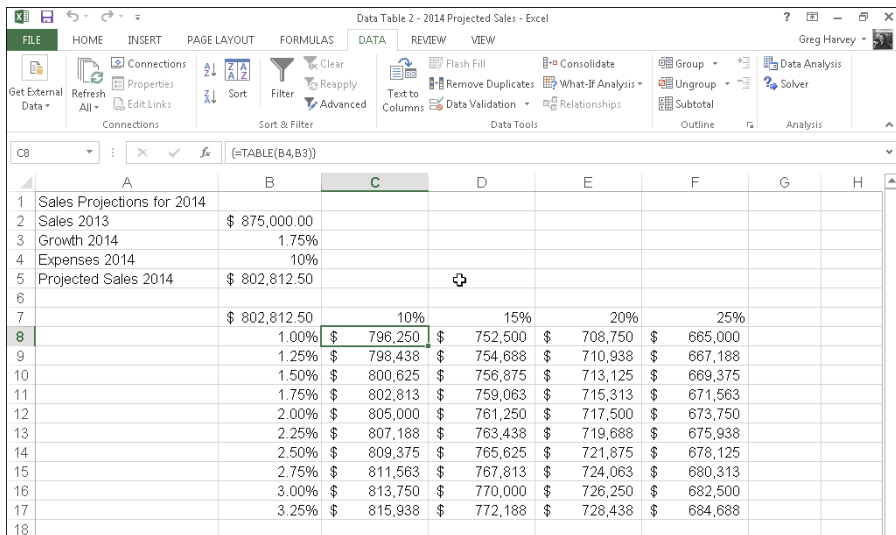 Data Table 2 - 2014 Projected Sales - Excel
?
FILE HOME INSERT PAGE LAYOUT FORMULAS DATA REVIEW VIEW Greg Harvey
Get External Data
Refresh All
Connections
Properties
Edit Links
Connections
Sort
Filter
Clear
Reapply
Advanced
Sort & Filter
Text to Columns
Flash Fill
Remove Duplicates
Data Validation
Consolidate
What-If Analysis
Relationships
Data Tools
Group
Ungroup
Subtotal
Outline
Data Analysis
Solver
Analysis
C8 fx {=TABLE(B4,B3)}
A B C D E F G H
1 Sales Projections for 2014
2 Sales 2013 $ 875,000.00
3 Growth 2014 1.75%
4 Expenses 2014 10%
5 Projected Sales 2014 $ 802,812.50
6
7 $ 802,812.50 10% 15% 20% 25%
8 1.00% $ 796,250 $ 752,500 $ 708,750 $ 665,000
9 1.25% $ 798,438 $ 754,688 $ 710,938 $ 667,188
10 1.50% $ 800,625 $ 756,875 $ 713,125 $ 669,375
11 1.75% $ 802,813 $ 759,063 $ 715,313 $ 671,563
12 2.00% $ 805,000 $ 761,250 $ 717,500 $ 673,750
13 2.25% $ 807,188 $ 763,438 $ 719,688 $ 675,938
14 2.50% $ 809,375 $ 765,625 $ 721,875 $ 678,125
15 2.75% $ 811,563 $ 767,813 $ 724,063 $ 680,313
16 3.00% $ 813,750 $ 770,000 $ 726,250 $ 682,500
17 3.25% $ 815,938 $ 772,188 $ 728,438 $ 684,688
18